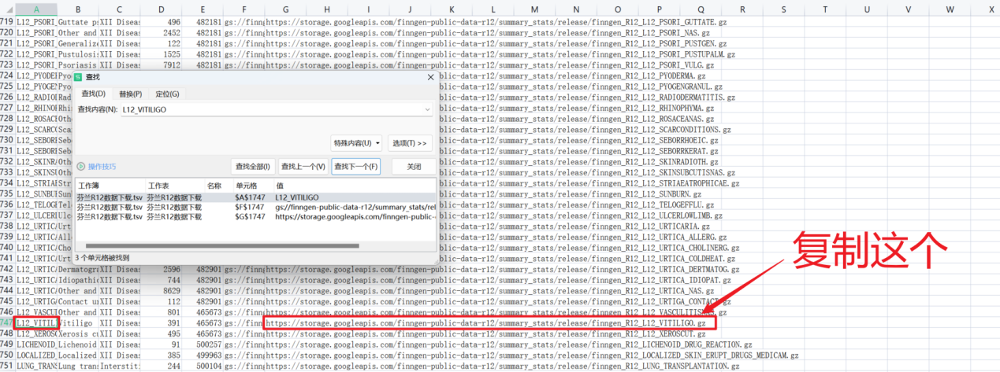 A B C D E F G H I J K L M N O P Q R S T U V W X
719 L12_PSORI Guttate ps XII Diseas 496 482181 gs://finng https://storage.googleapis.com/finngen-public-data-r12/summary_stats/release/finngen_R12_L12_PSORI_GUTTATE.gz
720 L12_PSORI Other and XII Diseas 2452 482181 gs://finng https://storage.googleapis.com/finngen-public-data-r12/summary_stats/release/finngen_R12_L12_PSORI_NAS.gz
721 L12_PSORI Generalize XII Diseas 122 482181 gs://finng https://storage.googleapis.com/finngen-public-data-r12/summary_stats/release/finngen_R12_L12_PSORI_PUSTGEN.gz
722 L12_PSORI Pustulosis XII Diseas 1525 482181 gs://finng https://storage.googleapis.com/finngen-public-data-r12/summary_stats/release/finngen_R12_L12_PSORI_PUSTUPALM.gz
723 L12_PSORI Psoriasis XII Diseas 7912 482181 gs://finng https://storage.googleapis.com/finngen-public-data-r12/summary_stats/release/finngen_R12_L12_PSORI_VULG.gz
724 L12_PYODE Pyo blic-data-r12/summary_stats/release/finngen_R12_L12_PYODERMA.gz
725 L12_PYOGE Pyo blic-data-r12/summary_stats/release/finngen_R12_L12_PYOGENGRANUL.gz
726 L12_RADIO Rad blic-data-r12/summary_stats/release/finngen_R12_L12_RADIODERMATITIS.gz
727 L12_RHINO Rhi blic-data-r12/summary_stats/release/finngen_R12_L12_RHINOPHYMA.gz
728 L12_ROSAC Othe blic-data-r12/summary_stats/release/finngen_R12_L12_ROSACEANAS.gz
729 L12_SCARC Sca blic-data-r12/summary_stats/release/finngen_R12_L12_SCARCONDITIONS.gz
730 L12_SEBOR Seb blic-data-r12/summary_stats/release/finngen_R12_L12_SEBORRHOEIC.gz
731 L12_SEBOR Seb blic-data-r12/summary_stats/release/finngen_R12_L12_SEBORRKERAT.gz
732 L12_SKINR Oth blic-data-r12/summary_stats/release/finngen_R12_L12_SKINRADIOTH.gz
733 L12_SKINS Oth blic-data-r12/summary_stats/release/finngen_R12_L12_SKINSUBCUTISNAS.gz
734 L12_STRIA Stri blic-data-r12/summary_stats/release/finngen_R12_L12_STRIAEATROPHICAE.gz
735 L12_SUNBU Sun blic-data-r12/summary_stats/release/finngen_R12_L12_SUNBURN.gz
736 L12_TELOG Tel blic-data-r12/summary_stats/release/finngen_R12_L12_TELOGEFFLU.gz
737 L12_ULCER Ulc blic-data-r12/summary_stats/release/finngen_R12_L12_ULCERLOWLIMB.gz
738 L12_URTIC Urt blic-data-r12/summary_stats/release/finngen_R12_L12_URTICARIA.gz
739 L12_URTIC Alle blic-data-r12/summary_stats/release/finngen_R12_L12_URTICA_ALLERG.gz
740 L12_URTIC Cho blic-data-r12/summary_stats/release/finngen_R12_L12_URTICA_CHOLINERG.gz
741 L12_URTIC Urt blic-data-r12/summary_stats/release/finngen_R12_L12_URTICA_COLDHEAT.gz
742 L12_URTIC Dermatogr XII Diseas 2596 482901 gs://finng https://storage.googleapis.com/finngen-public-data-r12/summary_stats/release/finngen_R12_L12_URTICA_DERMATOG.gz
743 L12_URTIC Idiopathic XII Diseas 744 482901 gs://finng https://storage.googleapis.com/finngen-public-data-r12/summary_stats/release/finngen_R12_L12_URTICA_IDIOPAT.gz
744 L12_URTIC Other and XII Diseas 8629 482901 gs://finng https://storage.googleapis.com/finngen-public-data-r12/summary_stats/release/finngen_R12_L12_URTICA_NAS.gz
745 L12_URTIG Contact ur XII Diseas 112 482901 gs://finng https://storage.googleapis.com/finngen-public-data-r12/summary_stats/release/finngen_R12_L12_URTIGA_CONTACT.gz
746 L12_VASCU Other and XII Diseas 801 465673 gs://finng https://storage.googleapis.com/finngen-public-data-r12/summary_stats/release/finngen_R12_L12_VASCULITIS
747 L12_VITIL Vitiligo XII Diseas 391 465673 gs://finn https://storage.googleapis.com/finngen-public-data-r12/summary_stats/release/finngen_R12_L12_VITILIGO.gz
748 L12_XEROS Xerosis cu XII Diseas 495 465673 gs://finng https://storage.googleapis.com/finngen-public-data-r12/summary_stats/release/finngen_R12_L12_XEROSCUT.gz
749 LICHENOID Lichenoid XII Diseas 91 500257 gs://finng https://storage.googleapis.com/finngen-public-data-r12/summary_stats/release/finngen_R12_LICHENOID_DRUG_REACTION.gz
750 LOCALIZED Localized XII Diseas 385 499963 gs://finng https://storage.googleapis.com/finngen-public-data-r12/summary_stats/release/finngen_R12_LOCALIZED_SKIN_ERUPT_DRUGS_MEDICAM.gz
751 LUNG_TRAN Lung trans Interstit 244 500104 gs://finng https://storage.googleapis.com/finngen-public-data-r12/summary_stats/release/finngen_R12_LUNG_TRANSPLANTATION.gz
查找
查找(D) 替换(P) 定位(G)
查找内容(N): L12_VITILIGO
特殊内容(U) 选项(T) >>
操作技巧 查找全部(I) 查找上一个(V) 查找下一个(F) 关闭
工作簿 工作表 名称 单元格 值
芬兰R12数据下载.tsv 芬兰R12数据下载 $A$1747 L12_VITILIGO
芬兰R12数据下载.tsv 芬兰R12数据下载 $F$1747 gs://finngen-public-data-r12/summary_stats/rel
芬兰R12数据下载.tsv 芬兰R12数据下载 $G$1747 https://storage.googleapis.com/finngen-public-
3 个单元格被找到
复制这个